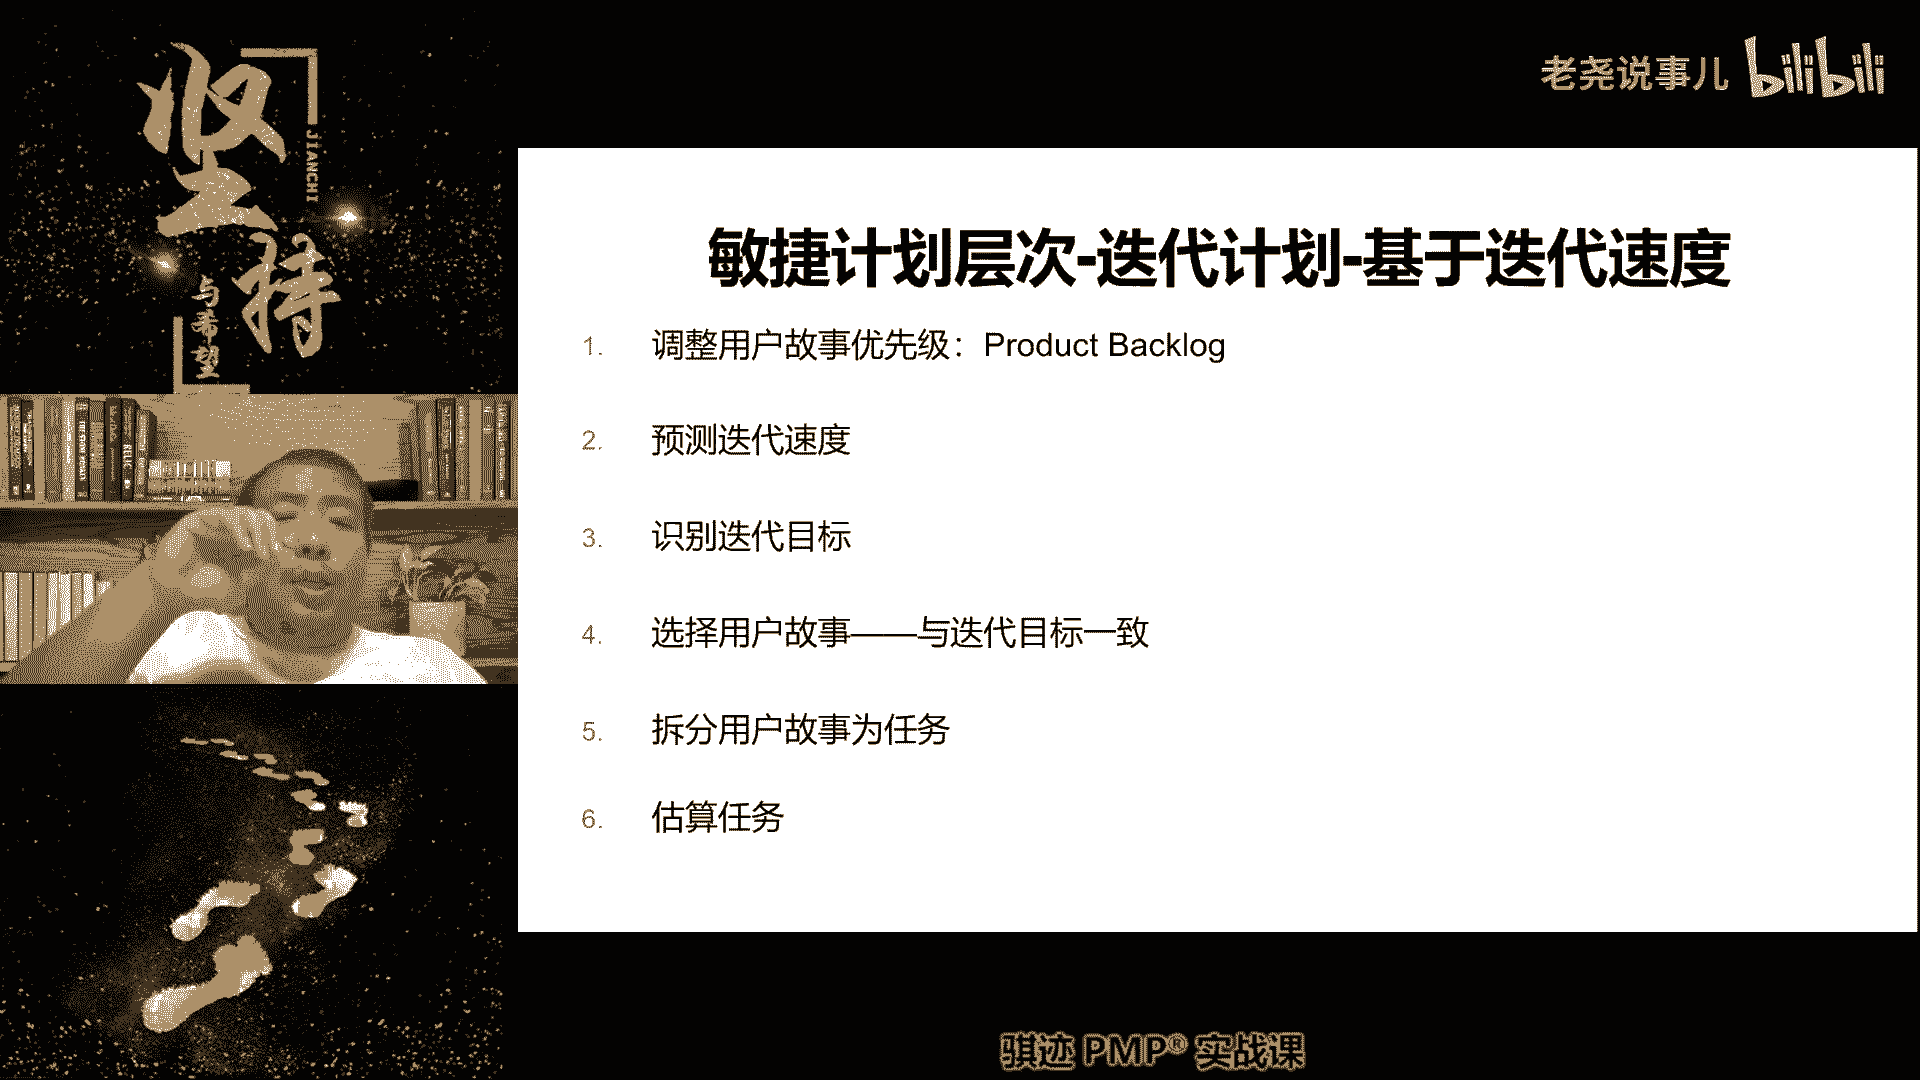 坚持
JIANCHI
与希望
老尧说事儿 bilibili
敏捷计划层次-迭代计划-基于迭代速度
1. 调整用户故事优先级：Product Backlog
2. 预测迭代速度
3. 识别迭代目标
4. 选择用户故事——与迭代目标一致
5. 拆分用户故事为任务
6. 估算任务
骐迹 PMP® 实战课